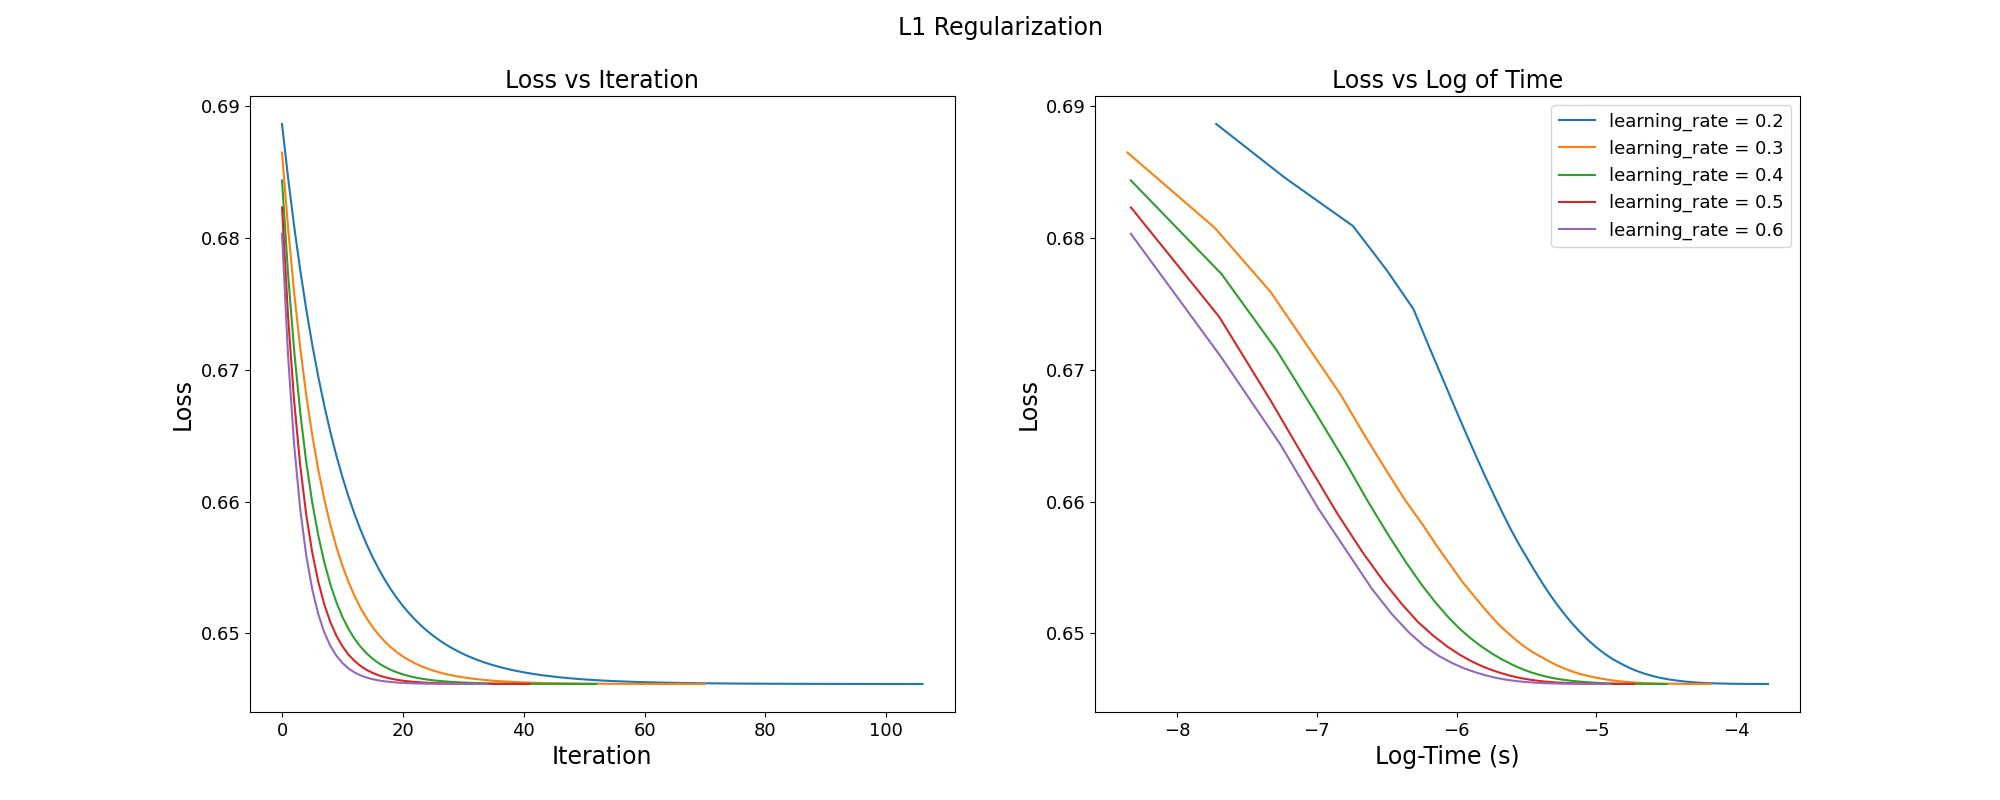 L1 Regularization
Loss vs Iteration
0.69
0.68
0.67
0.66
0.65
Loss
0
20
40
60
80
100
Iteration
Loss vs Log of Time
0.69
0.68
0.67
0.66
0.65
Loss
learning_rate = 0.2
learning_rate = 0.3
learning_rate = 0.4
learning_rate = 0.5
learning_rate = 0.6
−8
−7
−6
−5
−4
Log-Time (s)